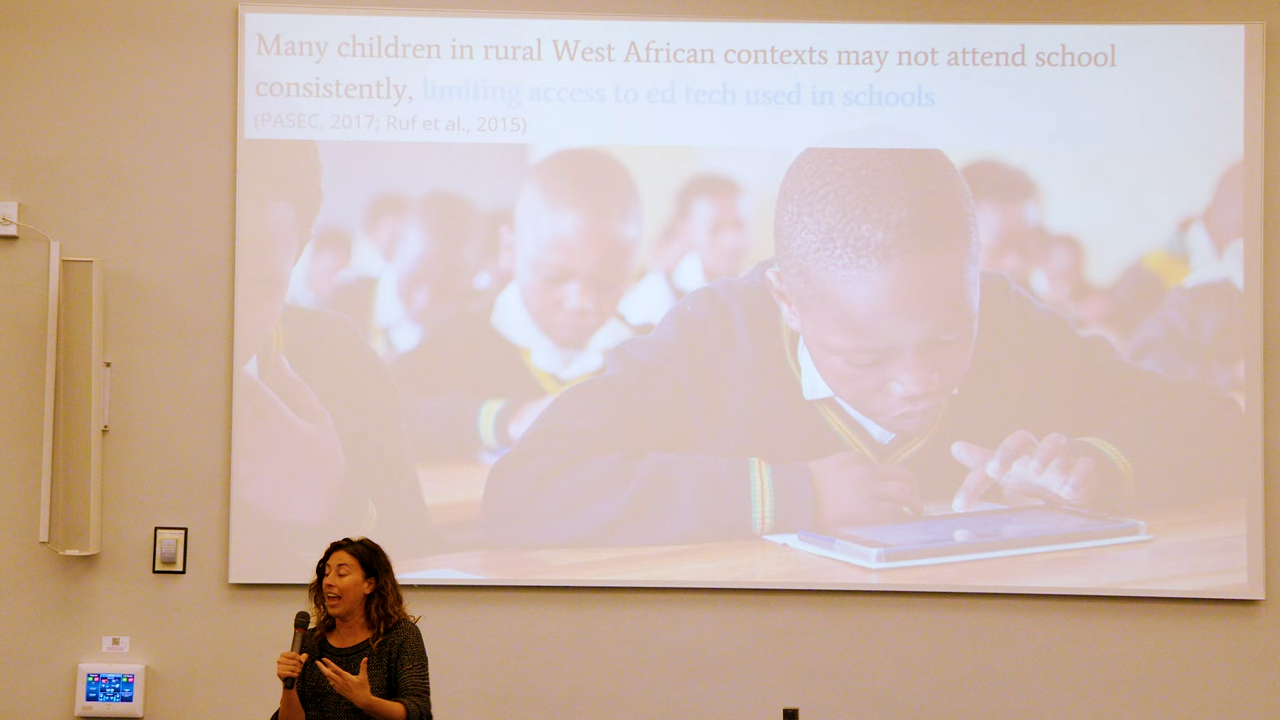 Many children in rural West African contexts may not attend school
consistently, limiting access to ed tech used in schools
(PASEC, 2017; Ruf et al., 2015)